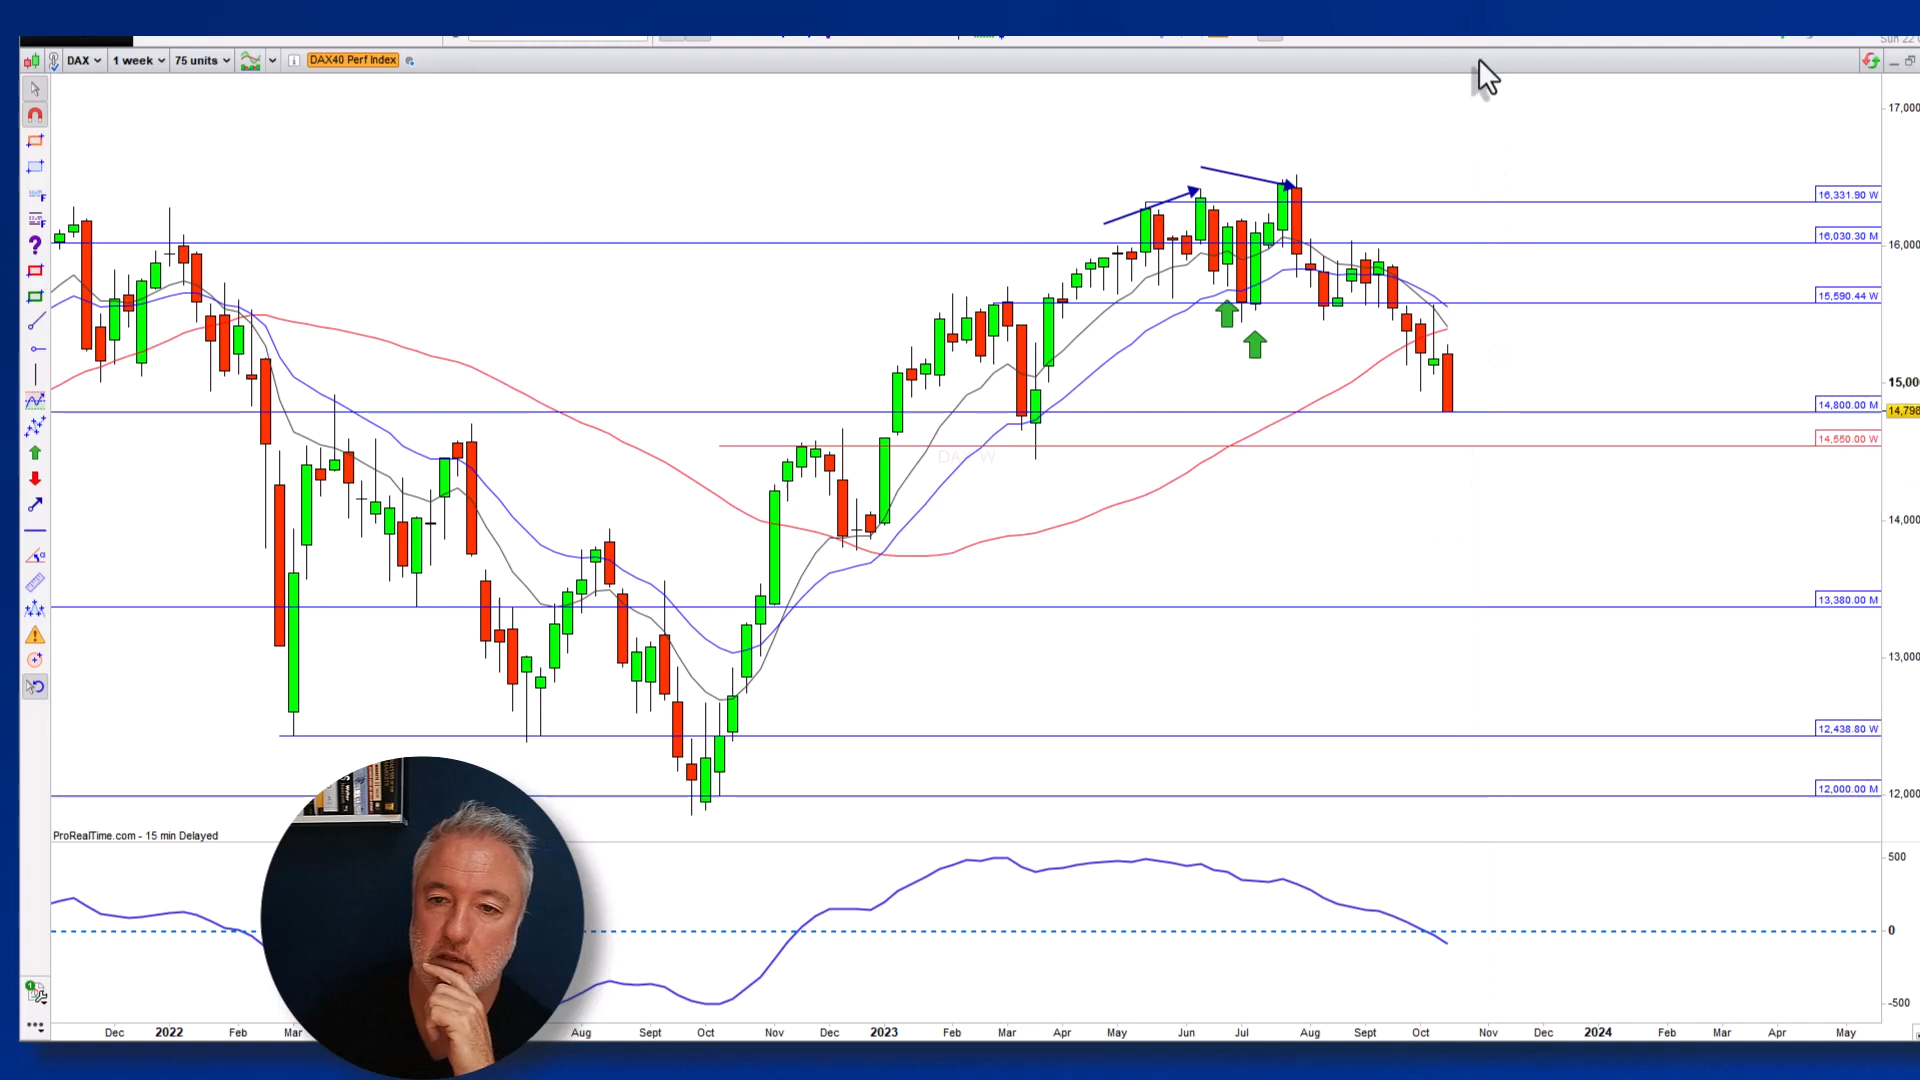 Sun 22
DAX 1 week 75 units i DAX40 Perf Index
17,000
16,331.90 W
16,030.30 M
16,000
15,590.44 W
15,000
14,800.00 M
14,798
14,550.00 W
DAX W
14,000
13,380.00 M
13,000
12,438.80 W
12,000.00 M
12,000
ProRealTime.com - 15 min Delayed
500
0
-500
Dec 2022 Feb Mar Aug Sept Oct Nov Dec 2023 Feb Mar Apr May Jun Jul Aug Sept Oct Nov Dec 2024 Feb Mar Apr May